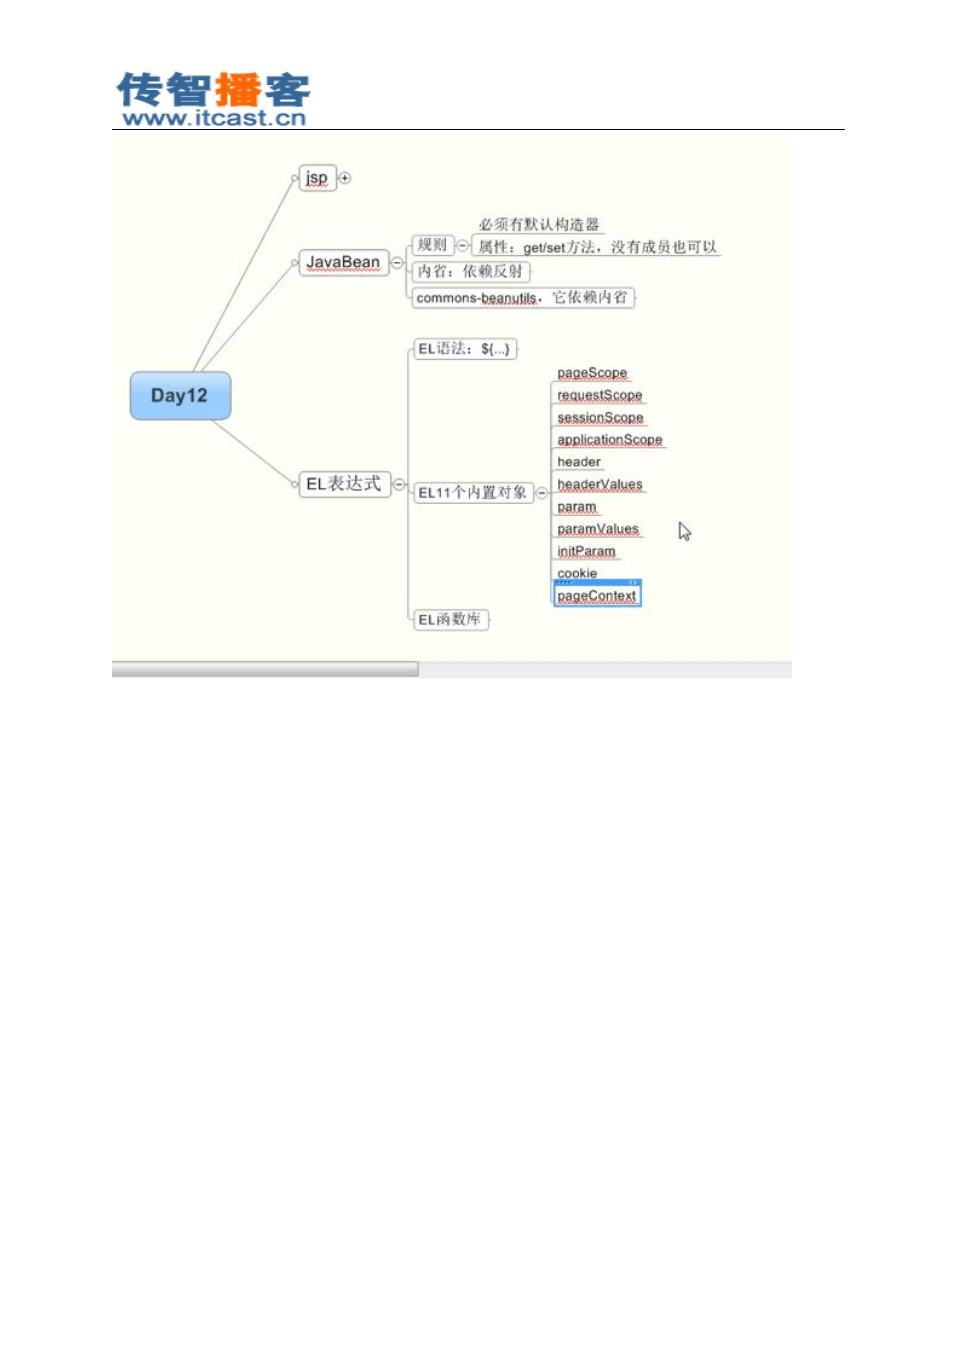 传智播客
www.itcast.cn
jsp
JavaBean
规则
必须有默认构造器
属性：get/set方法，没有成员也可以
内省：依赖反射
commons-beanutils，它依赖内省
Day12
EL表达式
EL语法：${...}
EL11个内置对象
pageScope
requestScope
sessionScope
applicationScope
header
headerValues
param
paramValues
initParam
cookie
pageContext
EL函数库